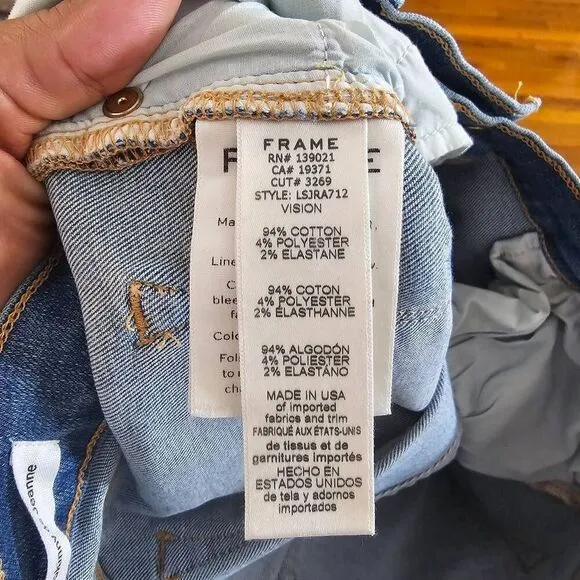 FRAME
RN# 139021
CA# 19371
CUT# 3269
STYLE: LSJRA712
VISION
94% COTTON
4% POLYESTER
2% ELASTANE
94% COTON
4% POLYESTER
2% ÉLASTHANNE
94% ALGODÓN
4% POLIESTER
2% ELASTANO
MADE IN USA
of imported
fabrics and trim
FABRIQUÉ AUX ÉTATS-UNIS
de tissus et de
garnitures importés
HECHO EN
ESTADOS UNIDOS
de tela y adornos
importados